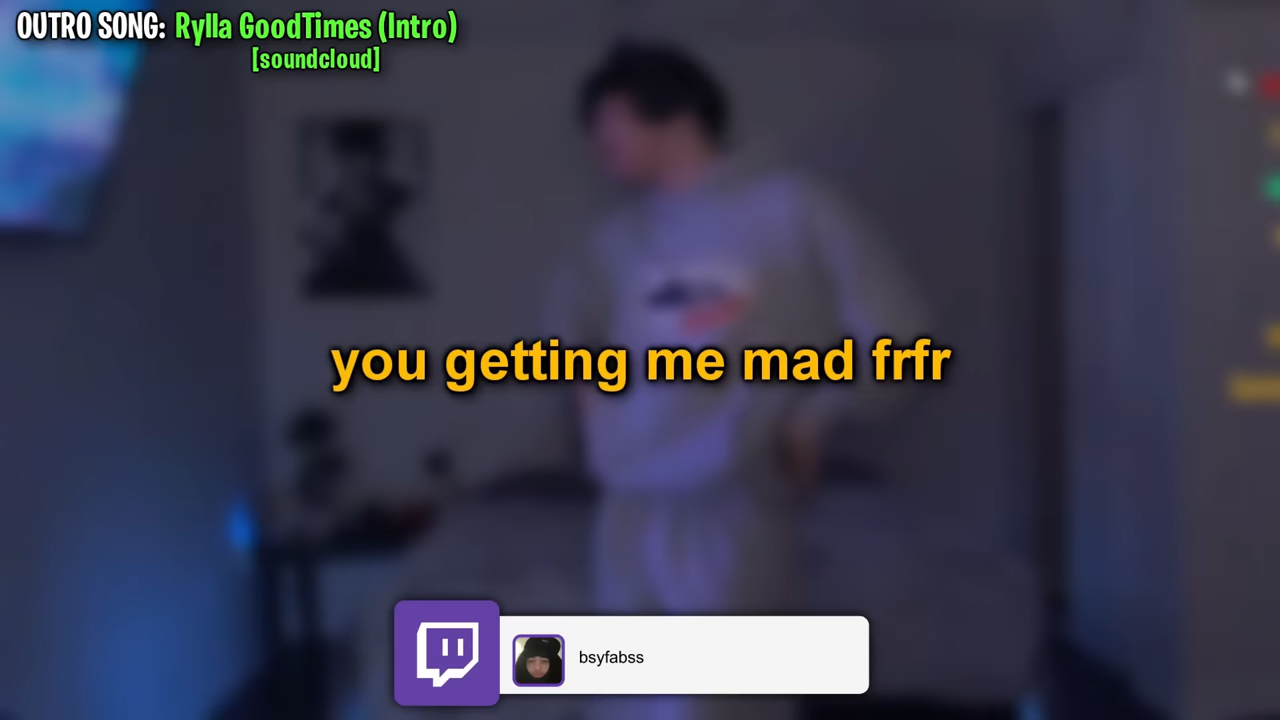 OUTRO SONG: Rylla GoodTimes (Intro)
[soundcloud]
you getting me mad frfr
bsyfabss